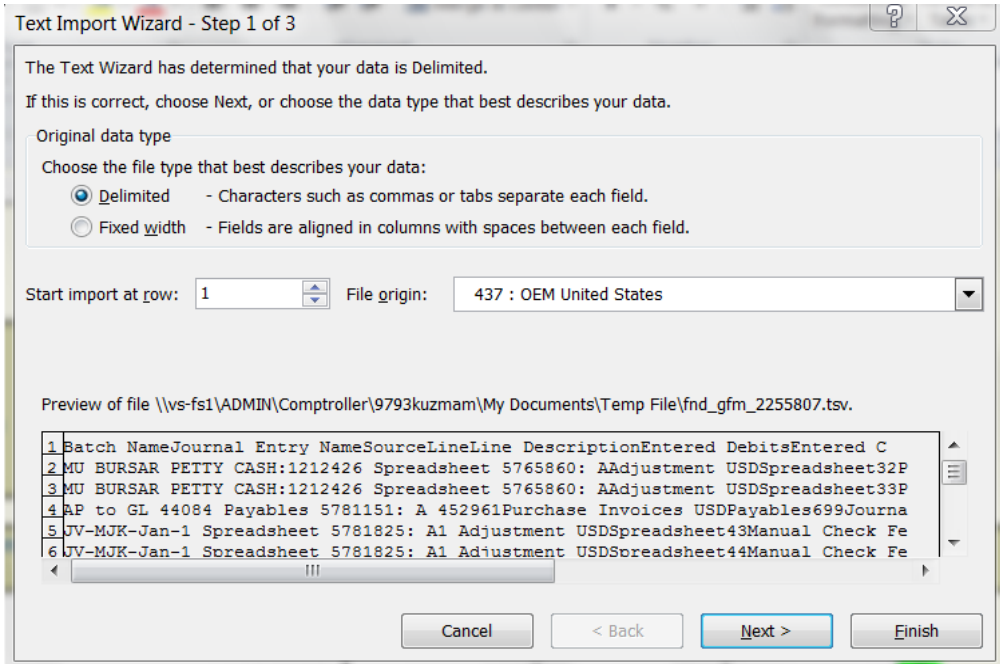 Text Import Wizard - Step 1 of 3
The Text Wizard has determined that your data is Delimited.
If this is correct, choose Next, or choose the data type that best describes your data.
Original data type
Choose the file type that best describes your data:
Delimited - Characters such as commas or tabs separate each field.
Fixed width - Fields are aligned in columns with spaces between each field.
Start import at row: 1 File origin: 437 : OEM United States
Preview of file \\vs-fs1\ADMIN\Comptroller\9793kuzmam\My Documents\Temp File\fnd_gfm_2255807.tsv.
1 Batch NameJournal Entry NameSourceLineLine DescriptionEntered DebitsEntered C
2 MU BURSAR PETTY CASH:1212426 Spreadsheet 5765860: AAdjustment USDSpreadsheet32P
3 MU BURSAR PETTY CASH:1212426 Spreadsheet 5765860: AAdjustment USDSpreadsheet33P
4 AP to GL 44084 Payables 5781151: A 452961Purchase Invoices USDPayables699Journa
5 JV-MJK-Jan-1 Spreadsheet 5781825: A1 Adjustment USDSpreadsheet43Manual Check Fe
6 JV-MJK-Jan-1 Spreadsheet 5781825: A1 Adjustment USDSpreadsheet44Manual Check Fe
Cancel < Back Next > Finish